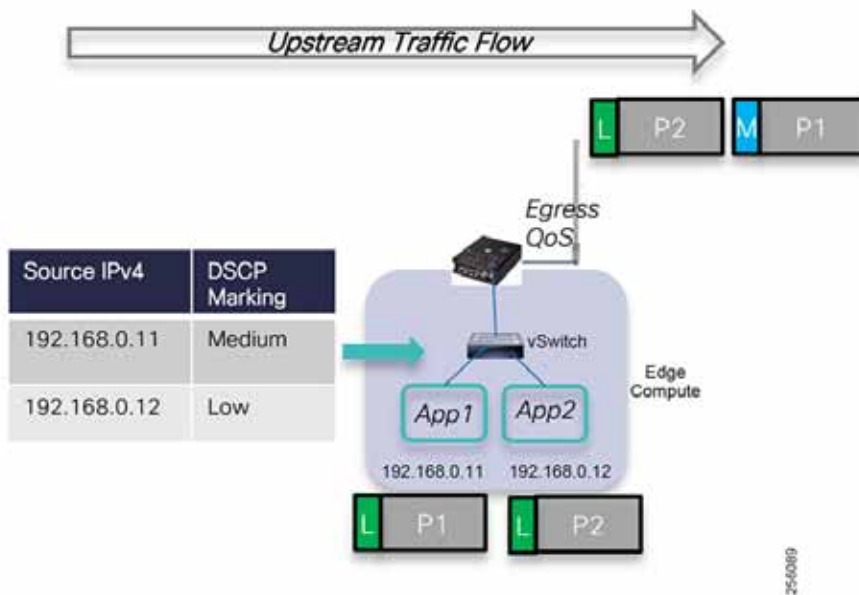 Upstream Traffic Flow
L P2 M P1
Egress
QoS
Source IPv4 DSCP Marking
192.168.0.11 Medium
192.168.0.12 Low
vSwitch
Edge
Compute
App1 App2
192.168.0.11 192.168.0.12
L P1 L P2
256089